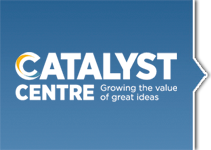 CATALYST
CENTRE
Growing the value
of great ideas